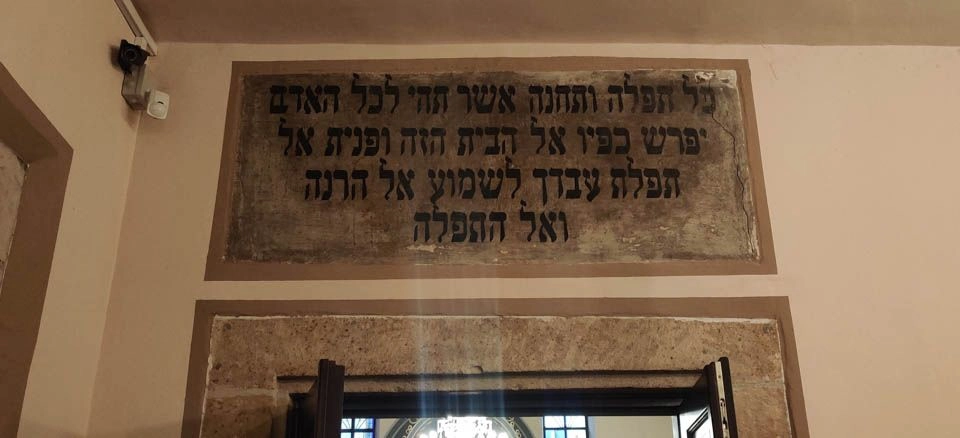 כל תפלה ותחנה אשר תהי לכל האדם
יפרש כפיו אל הבית הזה ופנית אל
תפלת עבדך לשמוע אל הרנה
ואל התפלה